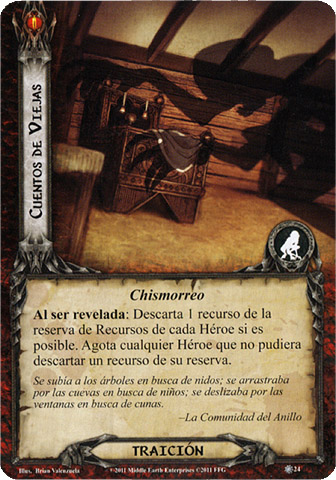 CUENTOS DE VIEJAS
Chismorreo
Al ser revelada: Descarta 1 recurso de la
reserva de Recursos de cada Héroe si es
posible. Agota cualquier Héroe que no pudiera
descartar un recurso de su reserva.
Se subía a los árboles en busca de nidos; se arrastraba
por las cuevas en busca de niños; se deslizaba por las
ventanas en busca de cunas.
–La Comunidad del Anillo
TRAICIÓN
Illus. Brian Valenzuela
©2011 Middle Earth Enterprises ©2011 FFG
24